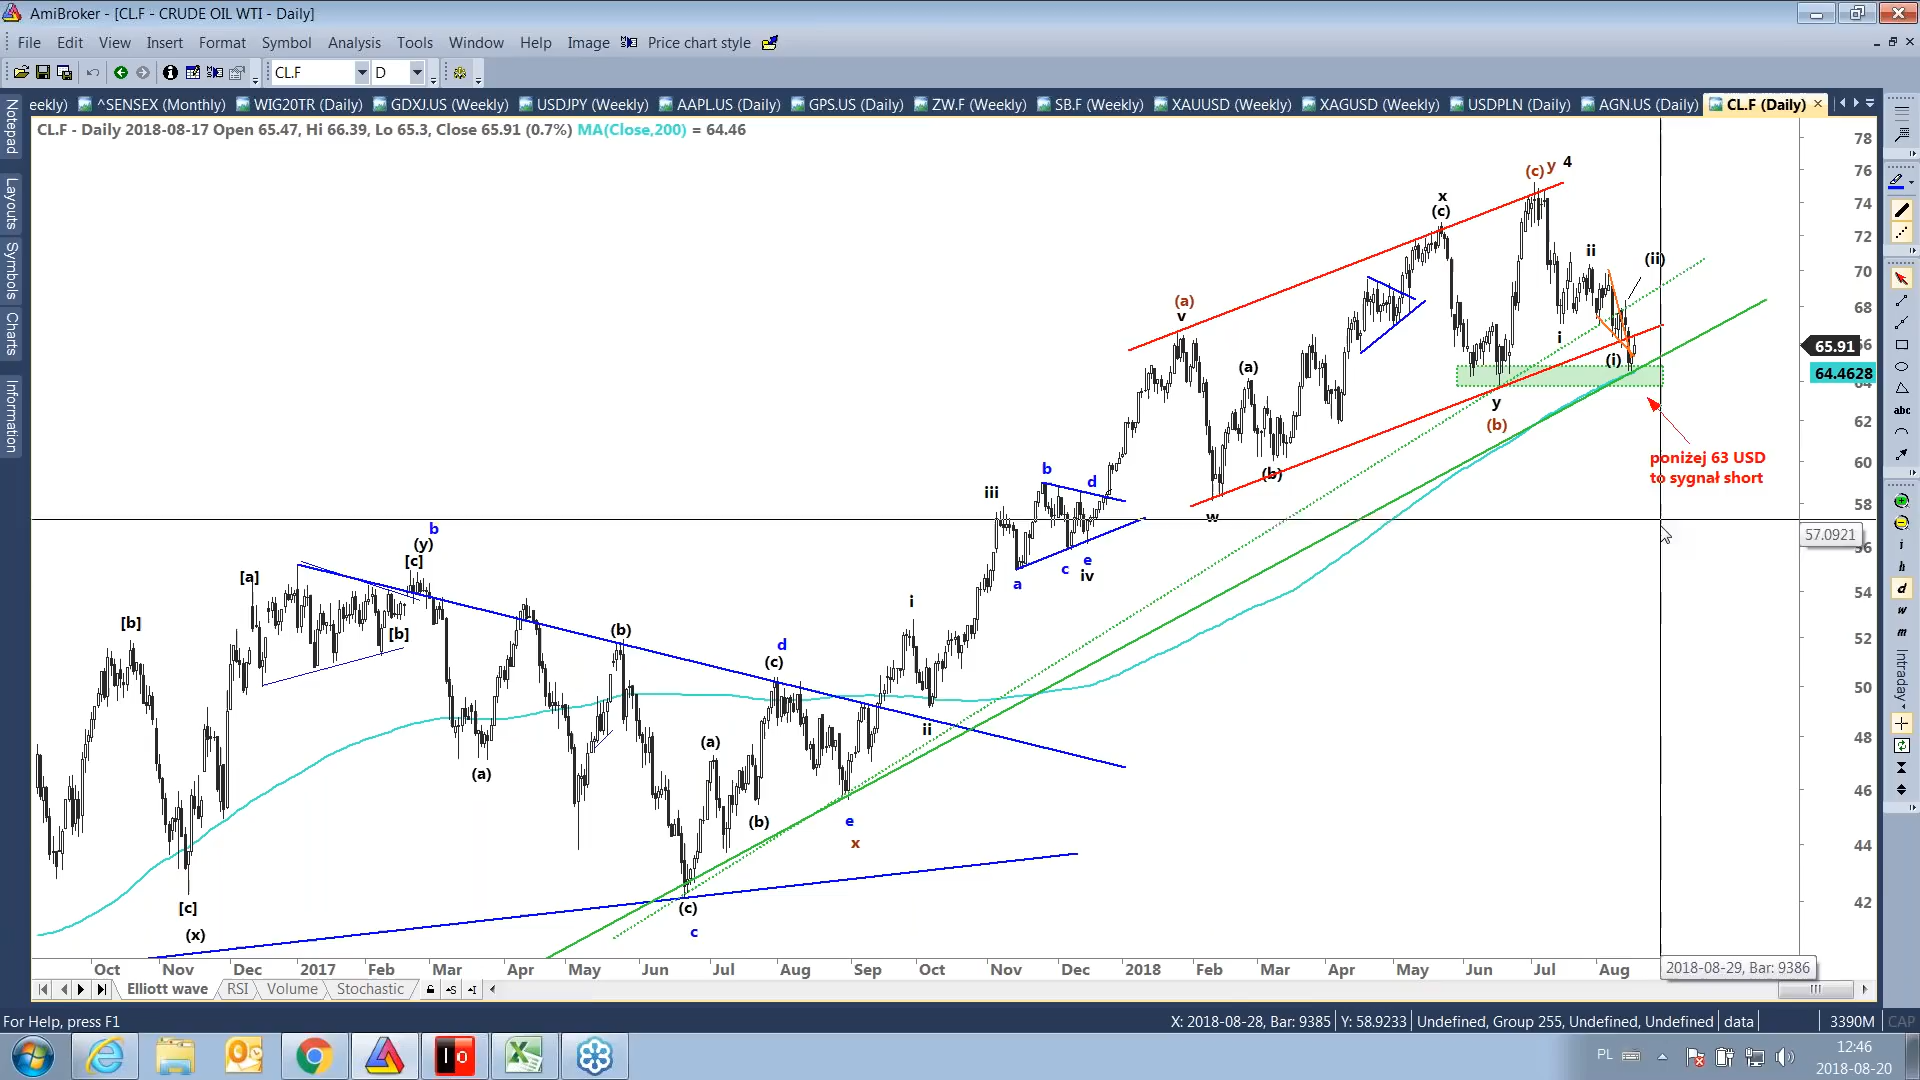 AmiBroker - [CL.F - CRUDE OIL WTI - Daily]
File Edit View Insert Format Symbol Analysis Tools Window Help Image Price chart style
CL.F D
eekly) ^SENSEX (Monthly) WIG20TR (Daily) GDXJ.US (Weekly) USDJPY (Weekly) AAPL.US (Daily) GPS.US (Daily) ZW.F (Weekly) SB.F (Weekly) XAUUSD (Weekly) XAGUSD (Weekly) USDPLN (Daily) AGN.US (Daily) CL.F (Daily)
CL.F - Daily 2018-08-17 Open 65.47, Hi 66.39, Lo 65.3, Close 65.91 (0.7%) MA(Close,200) = 64.46
Notepad
Layouts
Symbols
Charts
Information
78
76
74
72
70
68
66
65.91
64.4628
64
62
60
58
57.0921
56
54
52
50
48
46
44
42
(c) y 4
x
(c)
ii
(ii)
(a)
v
i
(i)
(a)
y
(b)
poniżej 63 USD
to sygnał short
b
d
(b)
iii
w
b
(y)
[c]
[a]
a
c
e
iv
i
[b]
[b]
(b)
d
(c)
ii
(a)
(a)
(b)
e
x
[c]
(x)
(c)
c
Oct Nov Dec 2017 Feb Mar Apr May Jun Jul Aug Sep Oct Nov Dec 2018 Feb Mar Apr May Jun Jul Aug
2018-08-29, Bar: 9386
Elliott wave RSI Volume Stochastic
abc
i
h
d
w
m
Intraday
For Help, press F1
X: 2018-08-28, Bar: 9385 Y: 58.9233 Undefined, Group 255, Undefined, Undefined data 3390M CAP
PL
12:46
2018-08-20